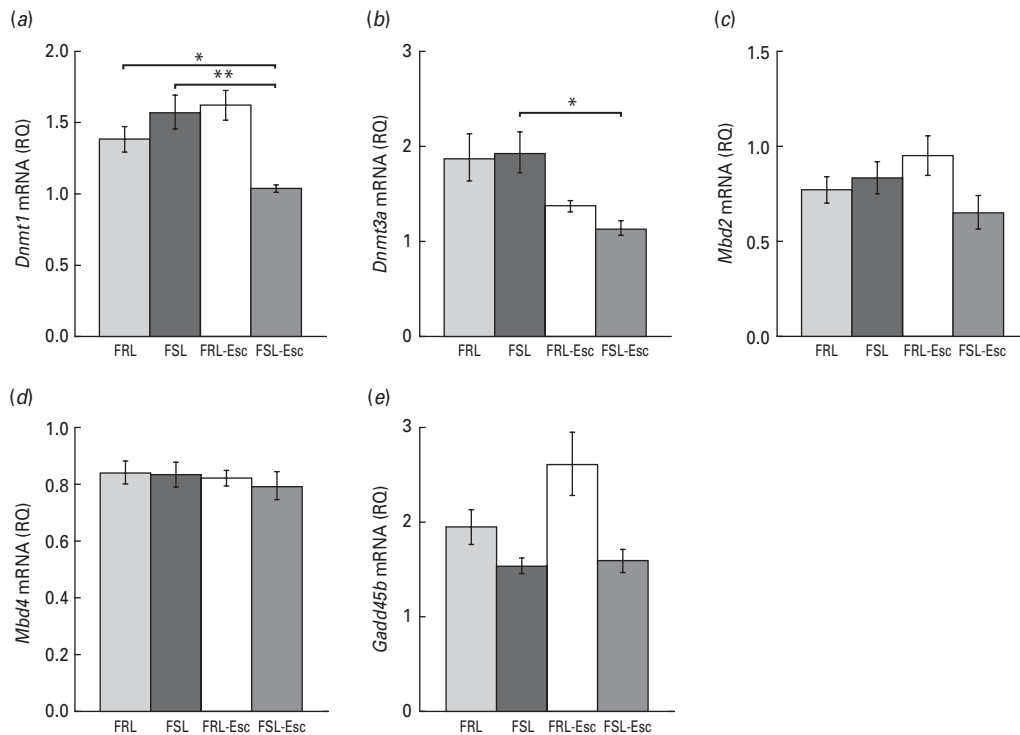 (a)
Dnmt1 mRNA (RQ)
2.0
1.5
1.0
0.5
0.0
*
**
FRL FSL FRL-Esc FSL-Esc
(b)
Dnmt3a mRNA (RQ)
3
2
1
0
*
FRL FSL FRL-Esc FSL-Esc
(c)
Mbd2 mRNA (RQ)
1.5
1.0
0.5
0.0
FRL FSL FRL-Esc FSL-Esc
(d)
Mbd4 mRNA (RQ)
1.0
0.8
0.6
0.4
0.2
0.0
FRL FSL FRL-Esc FSL-Esc
(e)
Gadd45b mRNA (RQ)
3
2
1
0
FRL FSL FRL-Esc FSL-Esc